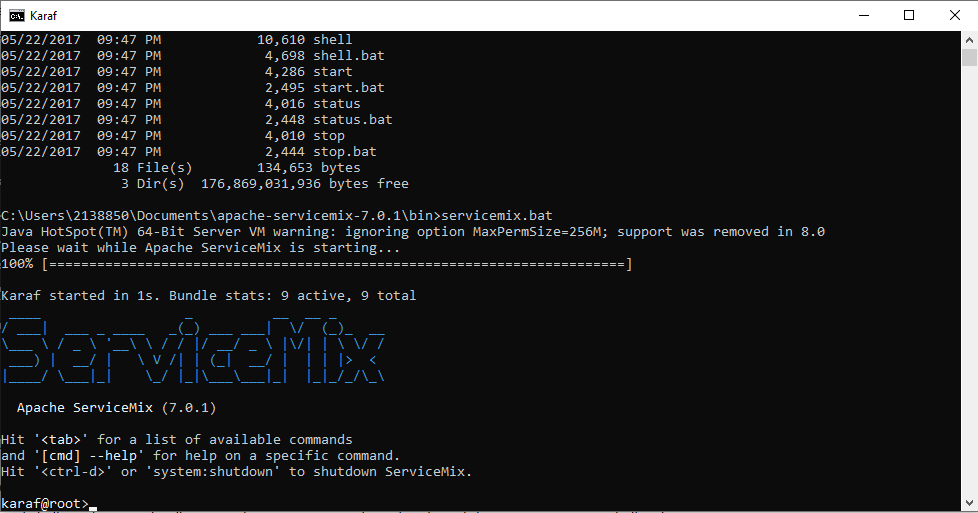 Karaf
05/22/2017  09:47 PM            10,610 shell
05/22/2017  09:47 PM             4,698 shell.bat
05/22/2017  09:47 PM             4,286 start
05/22/2017  09:47 PM             2,495 start.bat
05/22/2017  09:47 PM             4,016 status
05/22/2017  09:47 PM             2,448 status.bat
05/22/2017  09:47 PM             4,010 stop
05/22/2017  09:47 PM             2,444 stop.bat
              18 File(s)        134,653 bytes
               3 Dir(s)  176,869,031,936 bytes free
C:\Users\2138850\Documents\apache-servicemix-7.0.1\bin>servicemix.bat
Java HotSpot(TM) 64-Bit Server VM warning: ignoring option MaxPermSize=256M; support was removed in 8.0
Please wait while Apache ServiceMix is starting...
100% [========================================================================]
Karaf started in 1s. Bundle stats: 9 active, 9 total
ServiceMix
Apache ServiceMix (7.0.1)
Hit '<tab>' for a list of available commands
and '[cmd] --help' for help on a specific command.
Hit '<ctrl-d>' or 'system:shutdown' to shutdown ServiceMix.
karaf@root>